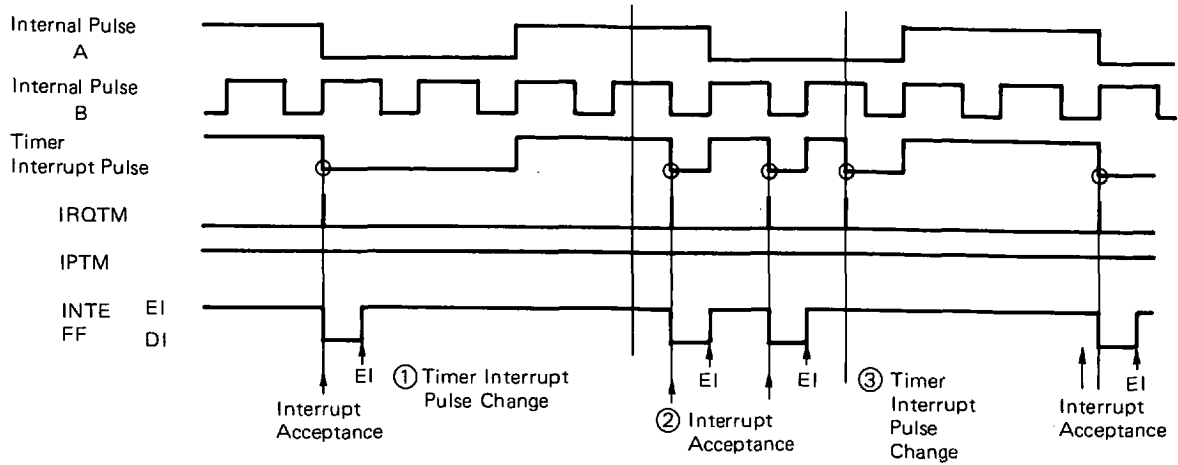 Internal Pulse
A
Internal Pulse
B
Timer
Interrupt Pulse
IRQTM
IPTM
INTE EI
FF DI
EI
① Timer Interrupt
Pulse Change
Interrupt
Acceptance
EI
EI
② Interrupt
Acceptance
③ Timer
Interrupt
Pulse
Change
EI
Interrupt
Acceptance